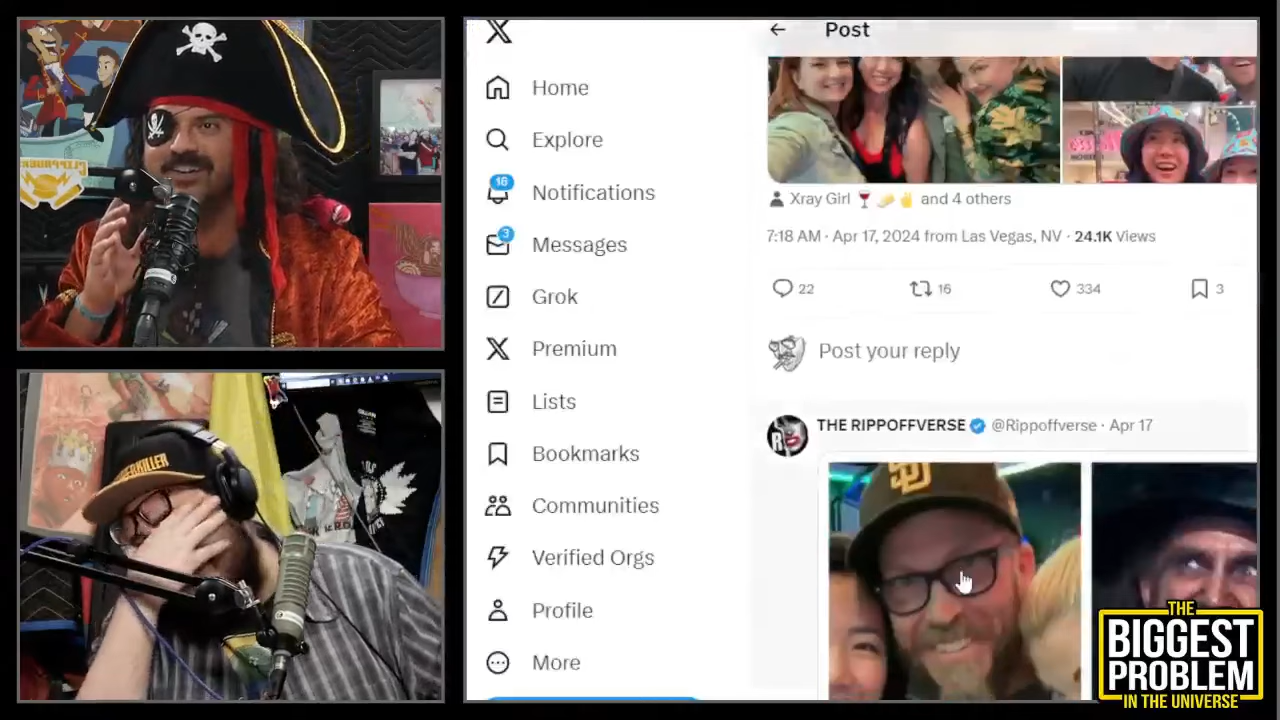 Home
Explore
18
Notifications
3
Messages
Grok
Premium
Lists
Bookmarks
Communities
Verified Orgs
Profile
More
Post
Xray Girl 🍷 🫱 ✌ and 4 others
7:18 AM · Apr 17, 2024 from Las Vegas, NV · 24.1K Views
22
16
334
3
Post your reply
THE RIPPOFFVERSE @Rippoffverse · Apr 17
SD
THE
BIGGEST
PROBLEM
IN THE UNIVERSE